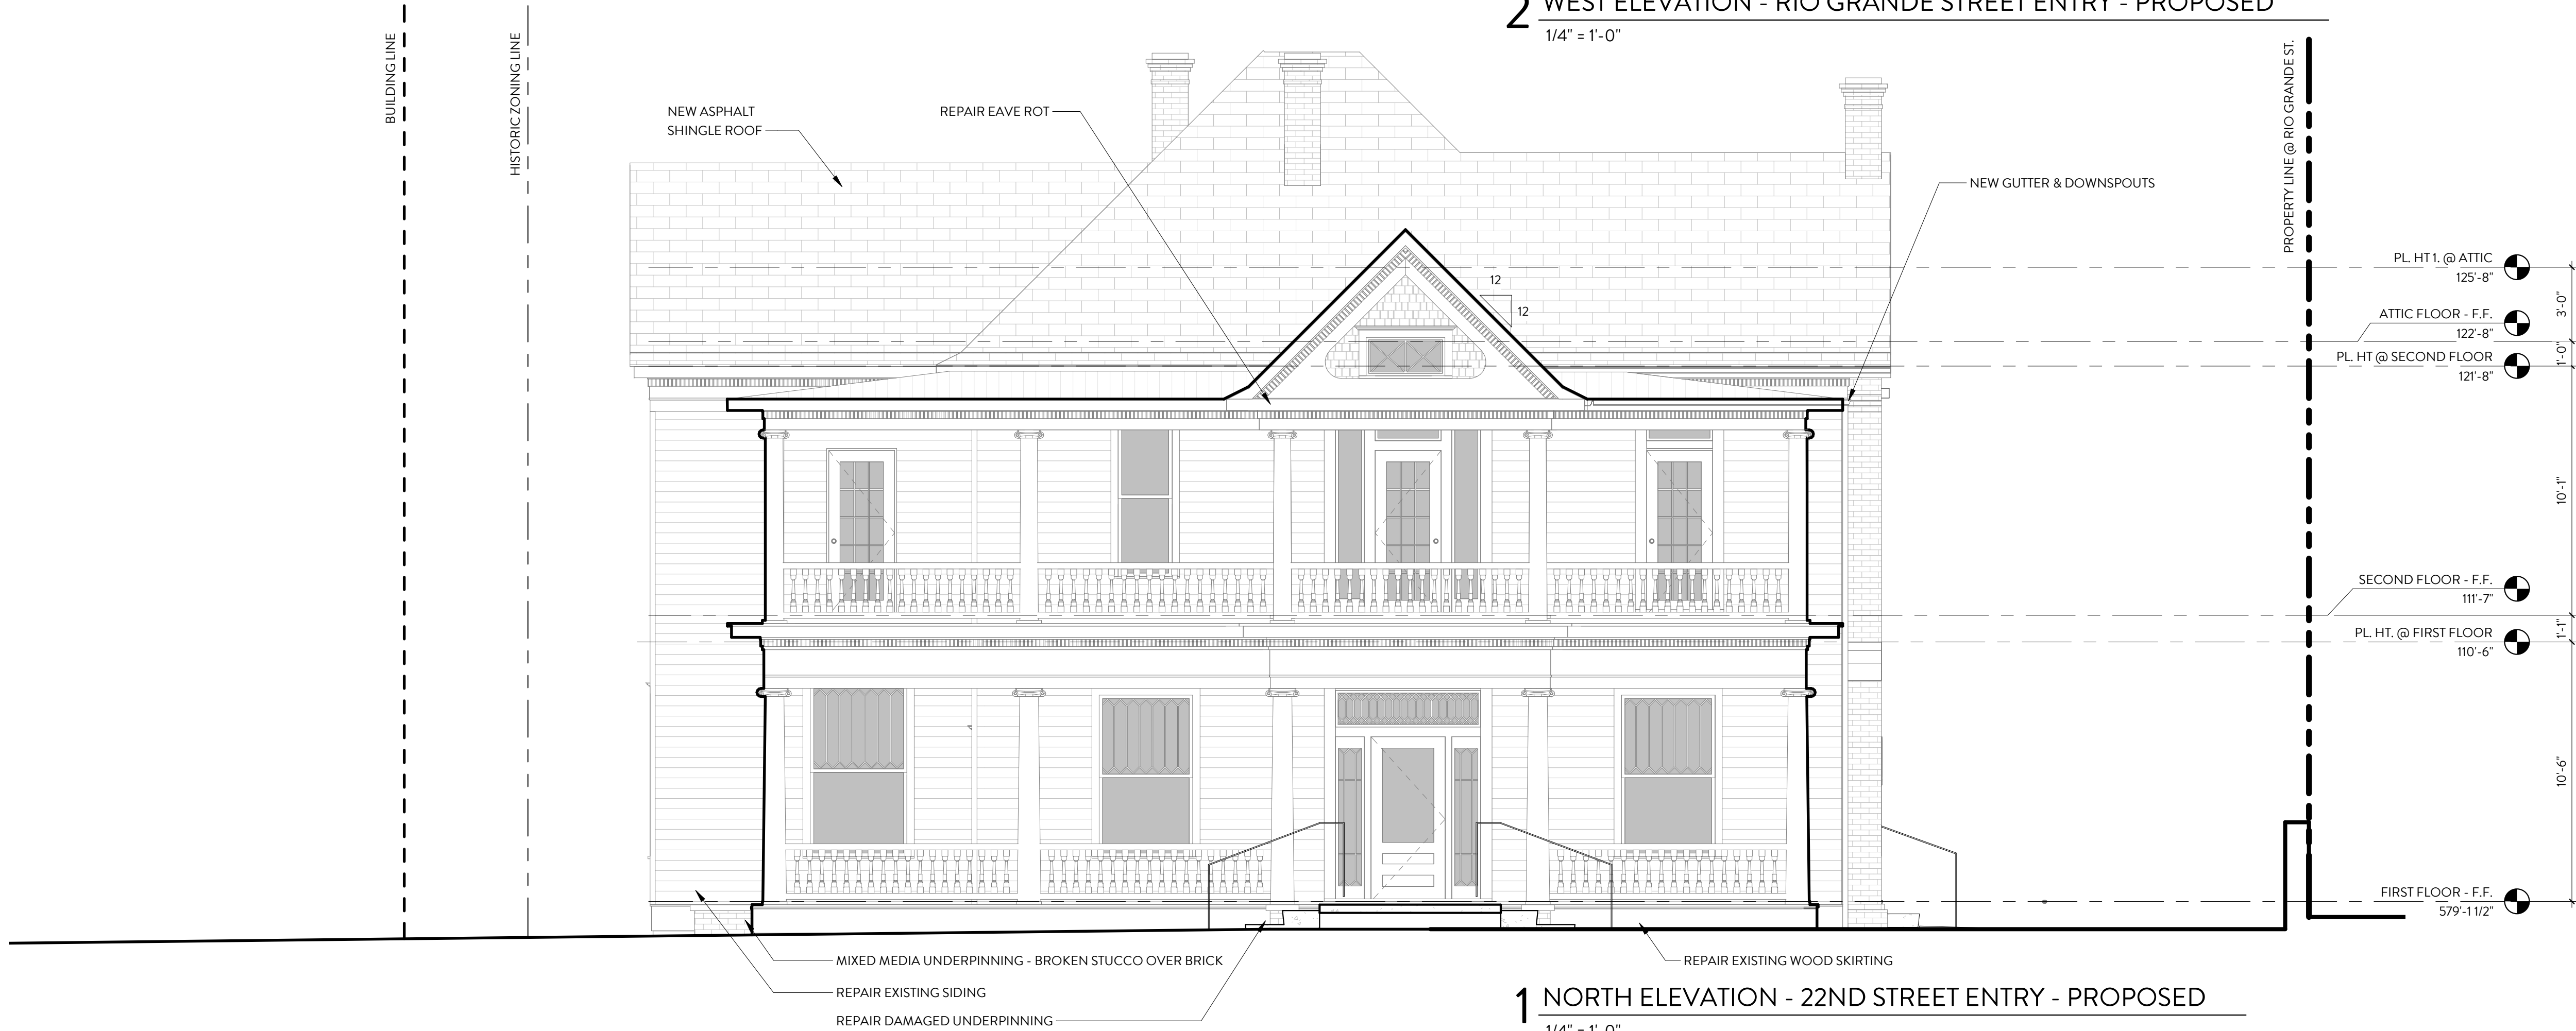 2 WEST ELEVATION - RIO GRANDE STREET ENTRY - PROPOSED
1/4" = 1'-0"
BUILDING LINE
HISTORIC ZONING LINE
PROPERTY LINE @ RIO GRANDE ST.
NEW ASPHALT
SHINGLE ROOF
REPAIR EAVE ROT
NEW GUTTER & DOWNSPOUTS
12
12
PL. HT 1. @ ATTIC
125'-8"
3'-0"
ATTIC FLOOR - F.F.
122'-8"
1'-0"
PL. HT @ SECOND FLOOR
121'-8"
10'-1"
SECOND FLOOR - F.F.
111'-7"
1'-1"
PL. HT. @ FIRST FLOOR
110'-6"
10'-6"
FIRST FLOOR - F.F.
579'-1 1/2"
MIXED MEDIA UNDERPINNING - BROKEN STUCCO OVER BRICK
REPAIR EXISTING SIDING
REPAIR DAMAGED UNDERPINNING
REPAIR EXISTING WOOD SKIRTING
1 NORTH ELEVATION - 22ND STREET ENTRY - PROPOSED
1/4" = 1'-0"